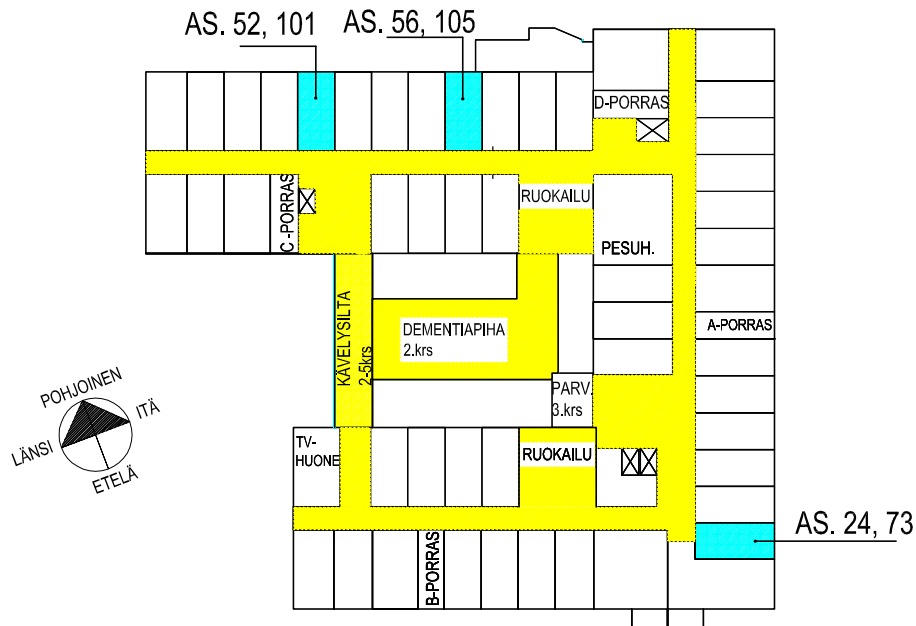 AS. 52, 101
AS. 56, 105
D-PORRAS
C -PORRAS
RUOKAILU
PESUH.
KÄVELYSILTA
2-5krs
DEMENTIAPIHA
2.krs
A-PORRAS
PARV.
3.krs
POHJOINEN
ITÄ
LÄNSI
ETELÄ
TV-
HUONE
RUOKAILU
B-PORRAS
AS. 24, 73